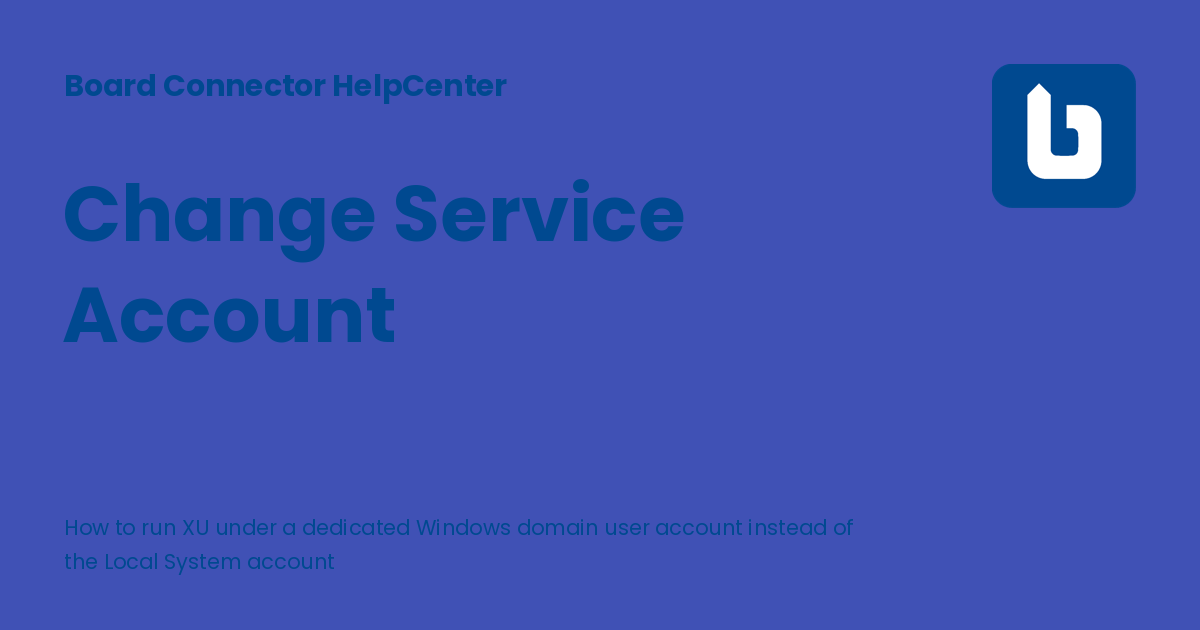 Board Connector HelpCenter
Change Service
Account
How to run XU under a dedicated Windows domain user account instead of
the Local System account